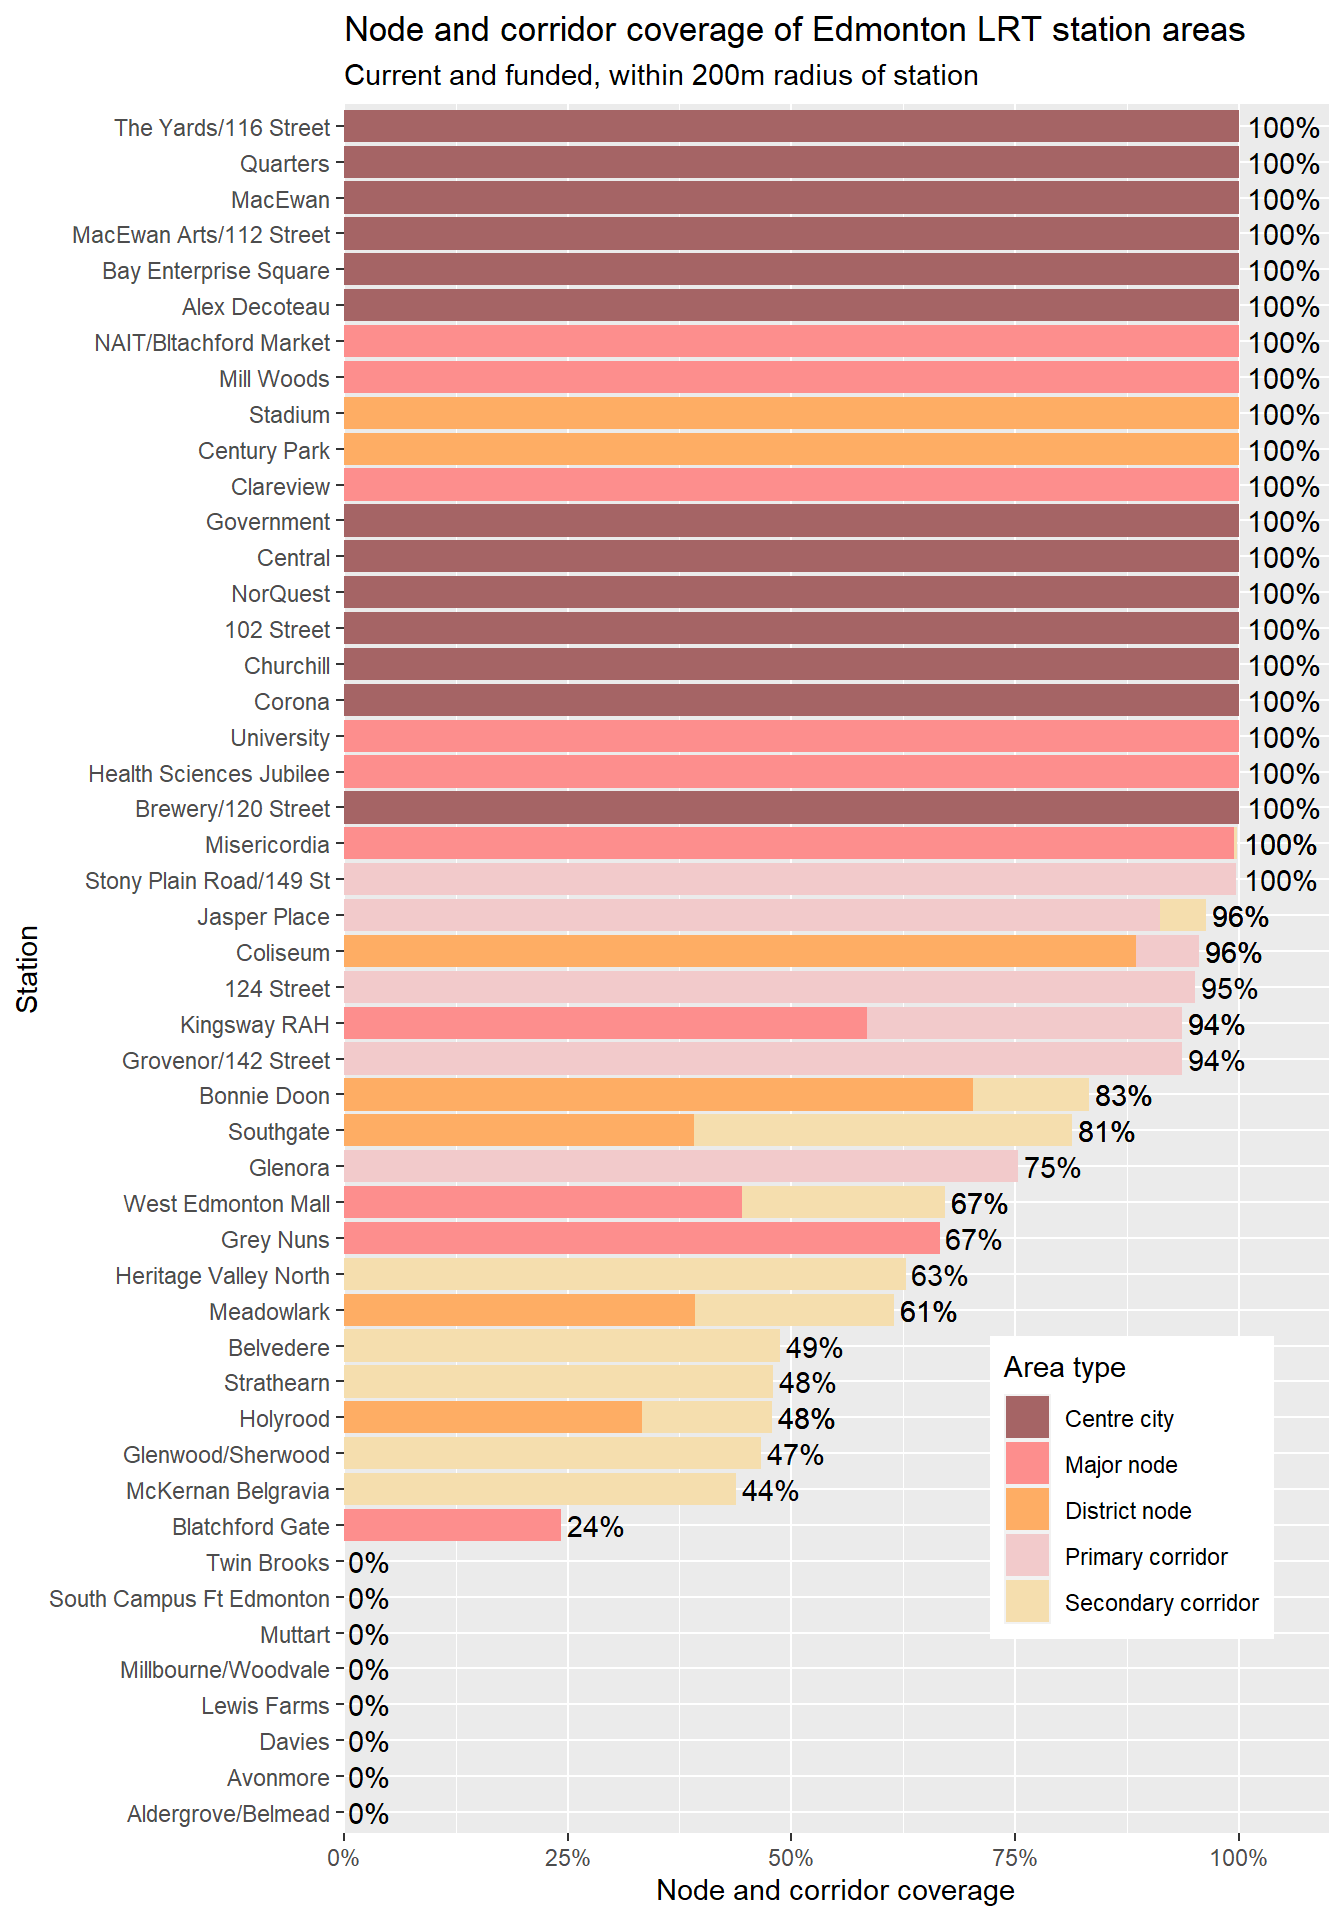 Node and corridor coverage of Edmonton LRT station areas
Current and funded, within 200m radius of station
The Yards/116 Street 100%
Quarters 100%
MacEwan 100%
MacEwan Arts/112 Street 100%
Bay Enterprise Square 100%
Alex Decoteau 100%
NAIT/Bltachford Market 100%
Mill Woods 100%
Stadium 100%
Century Park 100%
Clareview 100%
Government 100%
Central 100%
NorQuest 100%
102 Street 100%
Churchill 100%
Corona 100%
University 100%
Health Sciences Jubilee 100%
Brewery/120 Street 100%
Misericordia 100%
Stony Plain Road/149 St 100%
Jasper Place 96%
Coliseum 96%
124 Street 95%
Kingsway RAH 94%
Grovenor/142 Street 94%
Bonnie Doon 83%
Southgate 81%
Glenora 75%
West Edmonton Mall 67%
Grey Nuns 67%
Heritage Valley North 63%
Meadowlark 61%
Belvedere 49%
Strathearn 48%
Holyrood 48%
Glenwood/Sherwood 47%
McKernan Belgravia 44%
Blatchford Gate 24%
Twin Brooks 0%
South Campus Ft Edmonton 0%
Muttart 0%
Millbourne/Woodvale 0%
Lewis Farms 0%
Davies 0%
Avonmore 0%
Aldergrove/Belmead 0%
Station
Area type
Centre city
Major node
District node
Primary corridor
Secondary corridor
0% 25% 50% 75% 100%
Node and corridor coverage